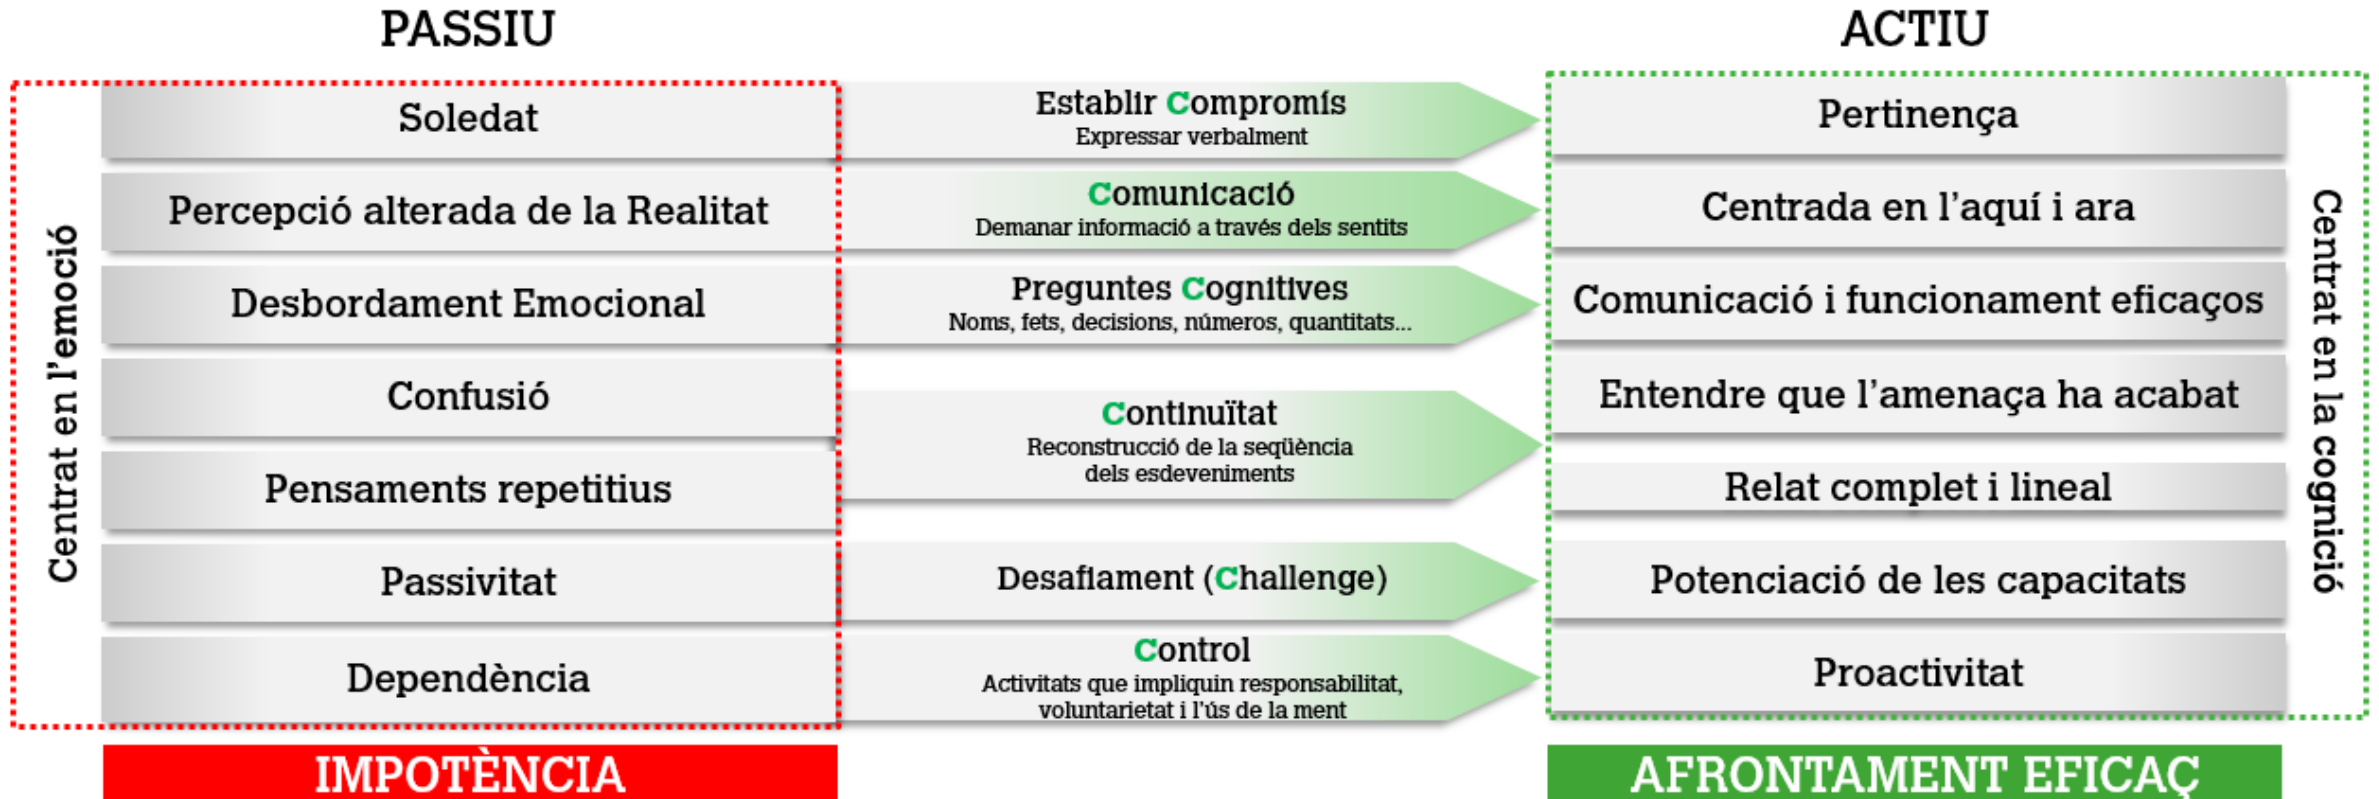 PASSIU
ACTIU
Centrat en l'emoció
Soledat
Establir Compromís
Expressar verbalment
Pertinença
Percepció alterada de la Realitat
Comunicació
Demanar informació a través dels sentits
Centrada en l'aquí i ara
Desbordament Emocional
Preguntes Cognitives
Noms, fets, decisions, números, quantitats...
Comunicació i funcionament eficaços
Confusió
Continuïtat
Reconstrucció de la seqüència
dels esdeveniments
Entendre que l'amenaça ha acabat
Pensaments repetitius
Relat complet i lineal
Passivitat
Desafiament (Challenge)
Potenciació de les capacitats
Dependència
Control
Activitats que impliquin responsabilitat,
voluntarietat i l'ús de la ment
Proactivitat
Centrat en la cognició
IMPOTÈNCIA
AFRONTAMENT EFICAÇ